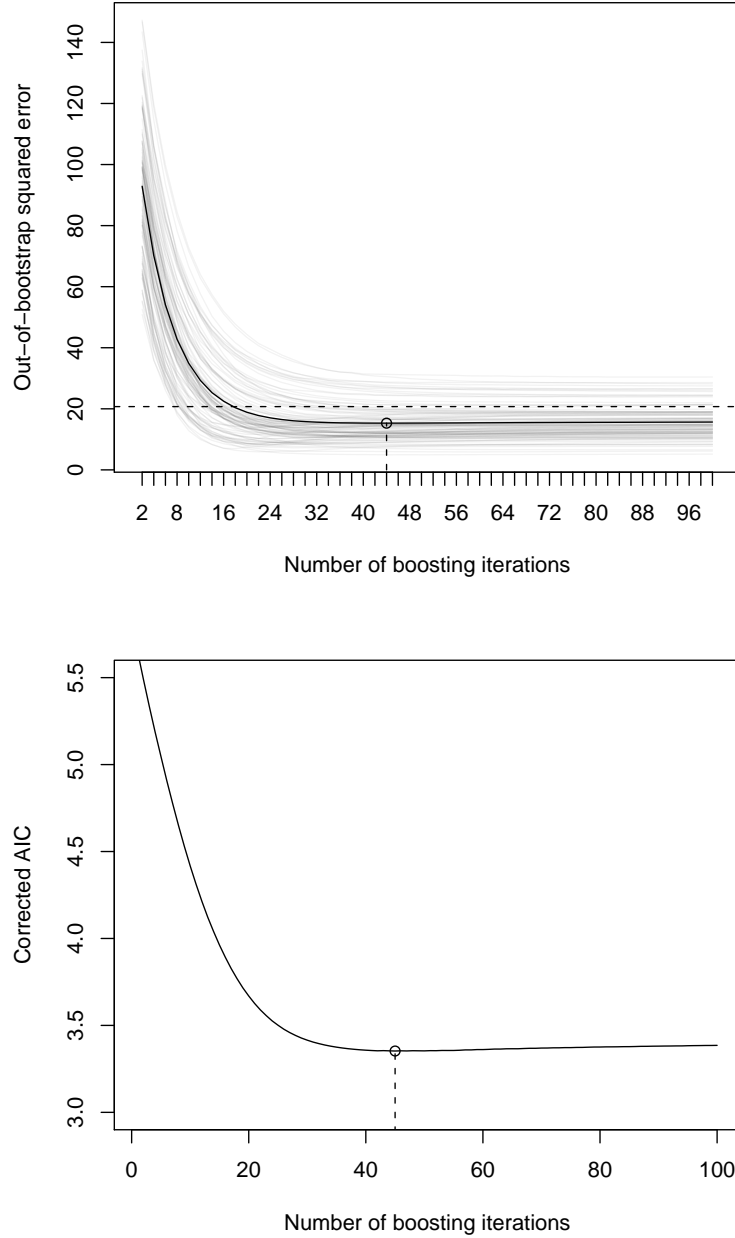 Out−of−bootstrap squared error
0 20 40 60 80 100 120 140
2 8 16 24 32 40 48 56 64 72 80 88 96
Number of boosting iterations
Corrected AIC
3.0 3.5 4.0 4.5 5.0 5.5
0 20 40 60 80 100
Number of boosting iterations